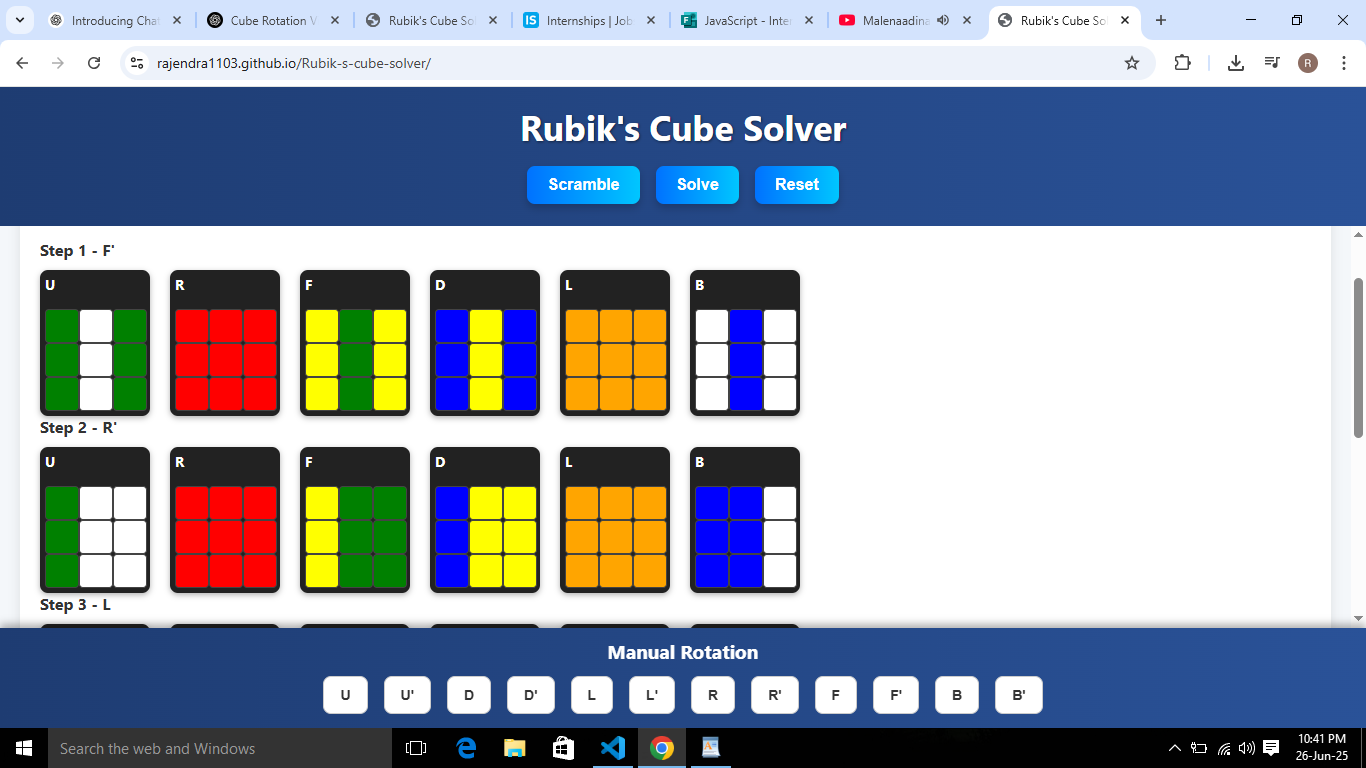 Introducing Cha
Cube Rotation V
Rubik's Cube So
Internships | Job
JavaScript - Inte
Malenaadina
Rubik's Cube Sol
rajendra1103.github.io/Rubik-s-cube-solver/
R
Rubik's Cube Solver
Scramble Solve Reset
Step 1 - F'
U R F D L B
Step 2 - R'
U R F D L B
Step 3 - L
Manual Rotation
U U' D D' L L' R R' F F' B B'
Search the web and Windows
10:41 PM
26-Jun-25